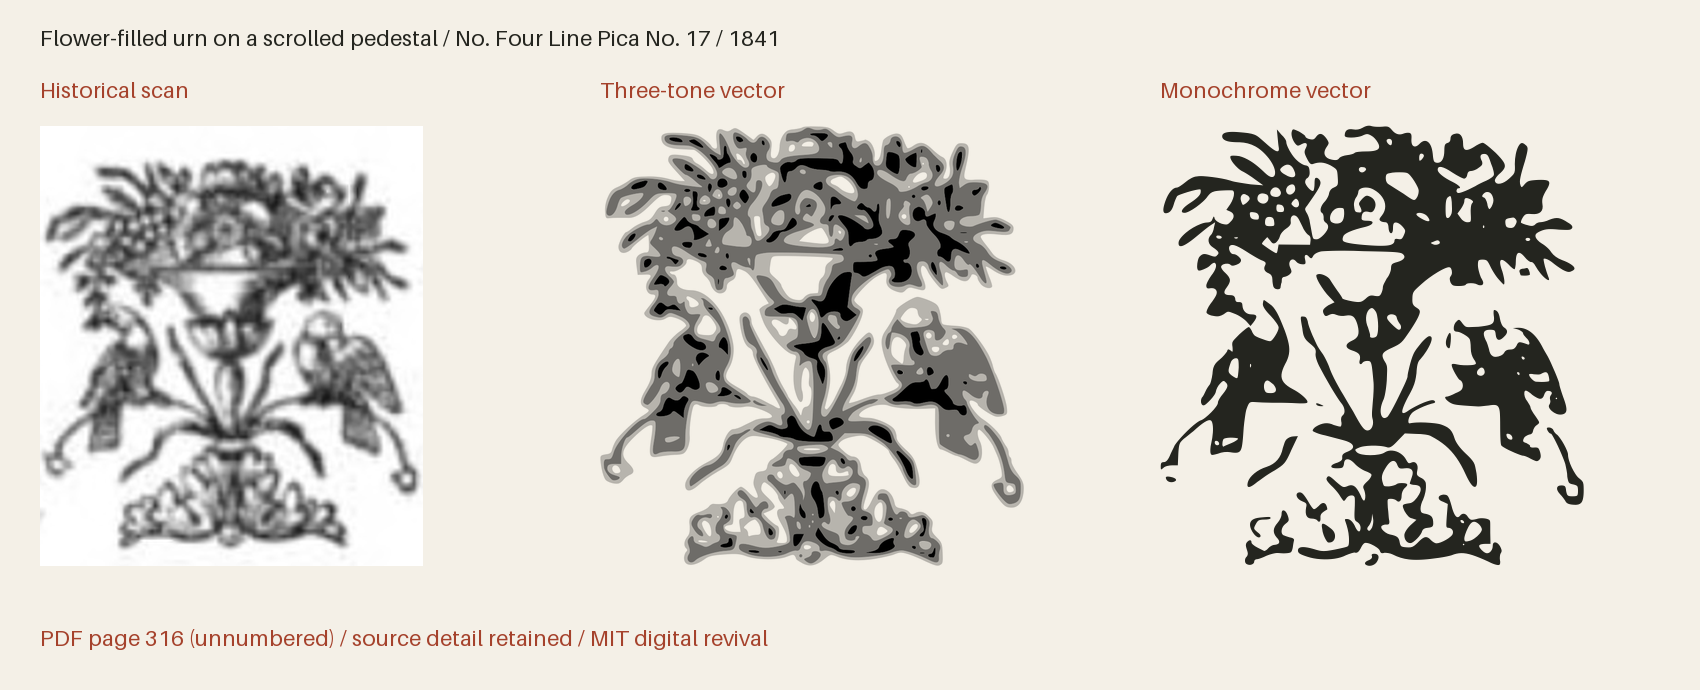 Flower-filled urn on a scrolled pedestal / No. Four Line Pica No. 17 / 1841
Historical scan
Three-tone vector
Monochrome vector
PDF page 316 (unnumbered) / source detail retained / MIT digital revival